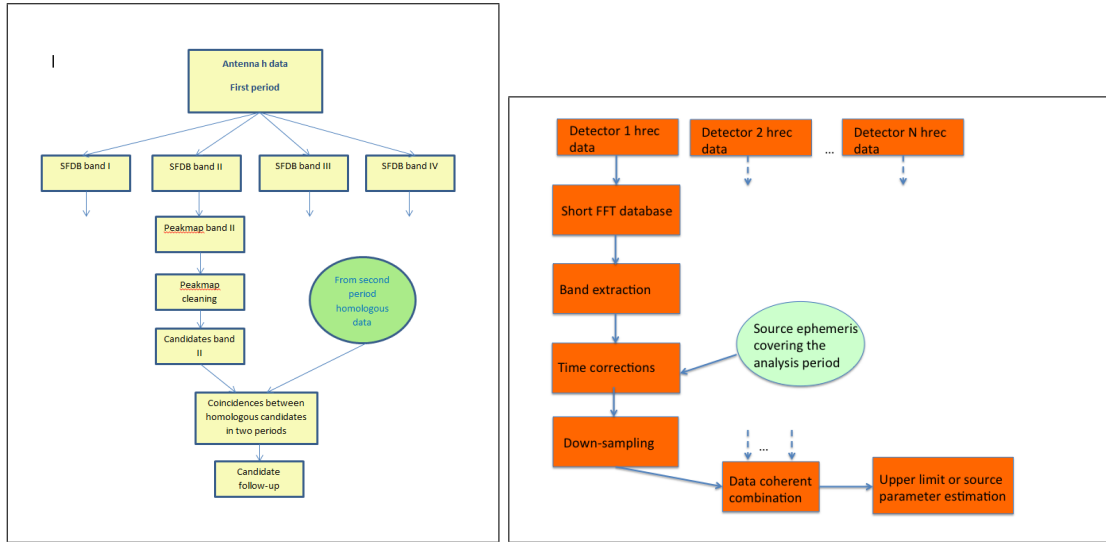 Antenna h data
First period
SFDB band I
SFDB band II
SFDB band III
SFDB band IV
Peakmap band II
Peakmap
cleaning
Candidates band
II
From second
period
homologous
data
Coincidences between
homologous candidates
in two periods
Candidate
follow-up
Detector 1 hrec
data
Detector 2 hrec
data
...
Detector N hrec
data
Short FFT database
Band extraction
Time corrections
Source ephemeris
covering the
analysis period
Down-sampling
...
Data coherent
combination
Upper limit or source
parameter estimation